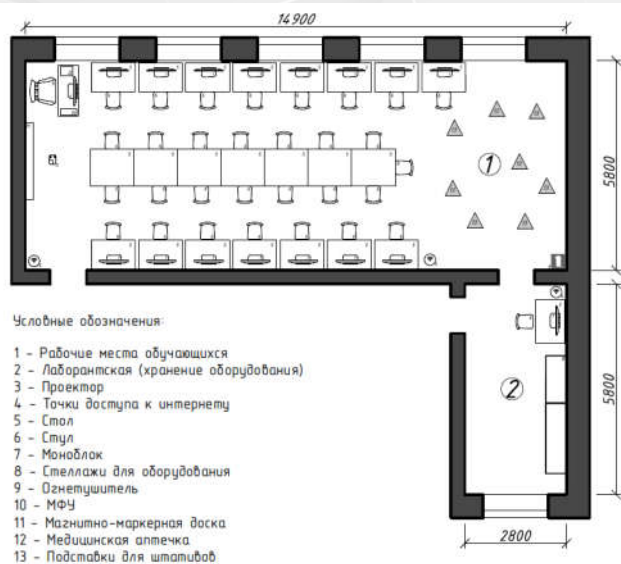 14900
5800
1
Условные обозначения:
1 - Рабочие места обучающихся
2 - Лаборантская (хранение оборудования)
3 - Проектор
4 - Точки доступа к интернету
5 - Стол
6 - Стул
7 - Моноблок
8 - Стеллажи для оборудования
9 - Огнетушитель
10 - МФУ
11 - Магнитно-маркерная доска
12 - Медицинская аптечка
13 - Подставки для штативов
2
5800
2800